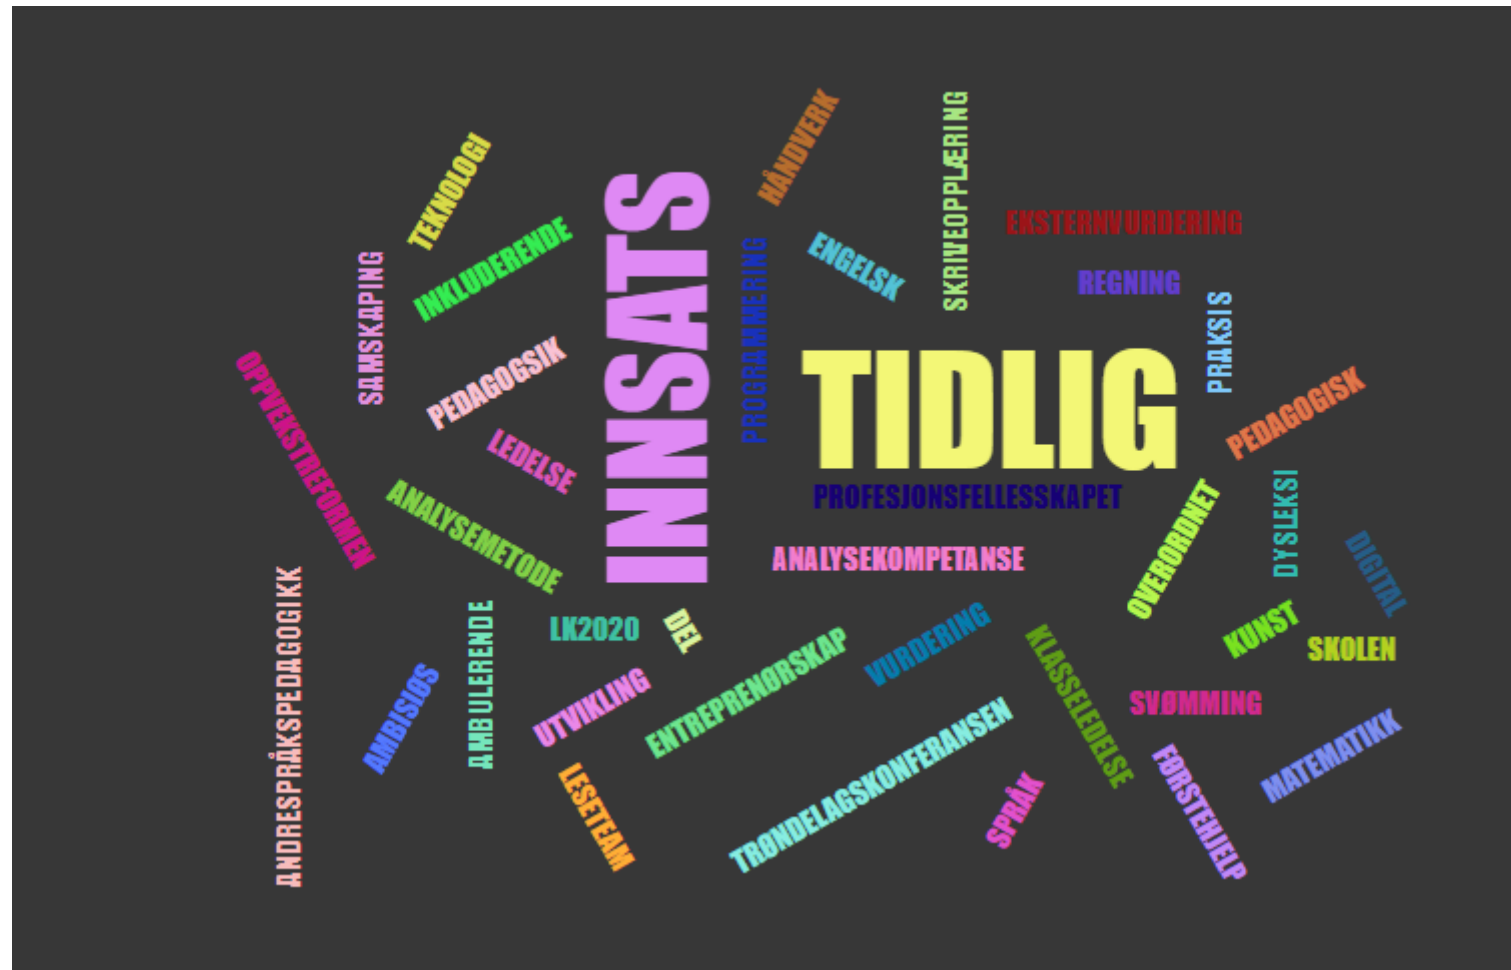 HÅNDVERK
SKRIVEOPPLÆRING
TEKNOLOGI
INNSATS
EKSTERNVURDERING
INKLUDERENDE
ENGELSK
PROGRAMMERING
SAMSKAPING
REGNING
PRAKSIS
PEDAGOGSIK
TIDLIG
OPPVEKSTREFORMEN
PEDAGOGISK
LEDELSE
PROFESJONSFELLESSKAPET
ANALYSEMETODE
DYSLEKSI
OVERORDNET
ANALYSEKOMPETANSE
DIGITAL
ANDRESPRÅKSPEDAGOGIKK
AMBULERENDE
LK2020
DEL
KUNST
SKOLEN
VURDERING
ENTREPRENØRSKAP
KLASSELEDELSE
AMBISIØS
UTVIKLING
SVØMMING
TRØNDELAGSKONFERANSEN
MATEMATIKK
FØRSTEHJELP
LESETEAM
SPRÅK